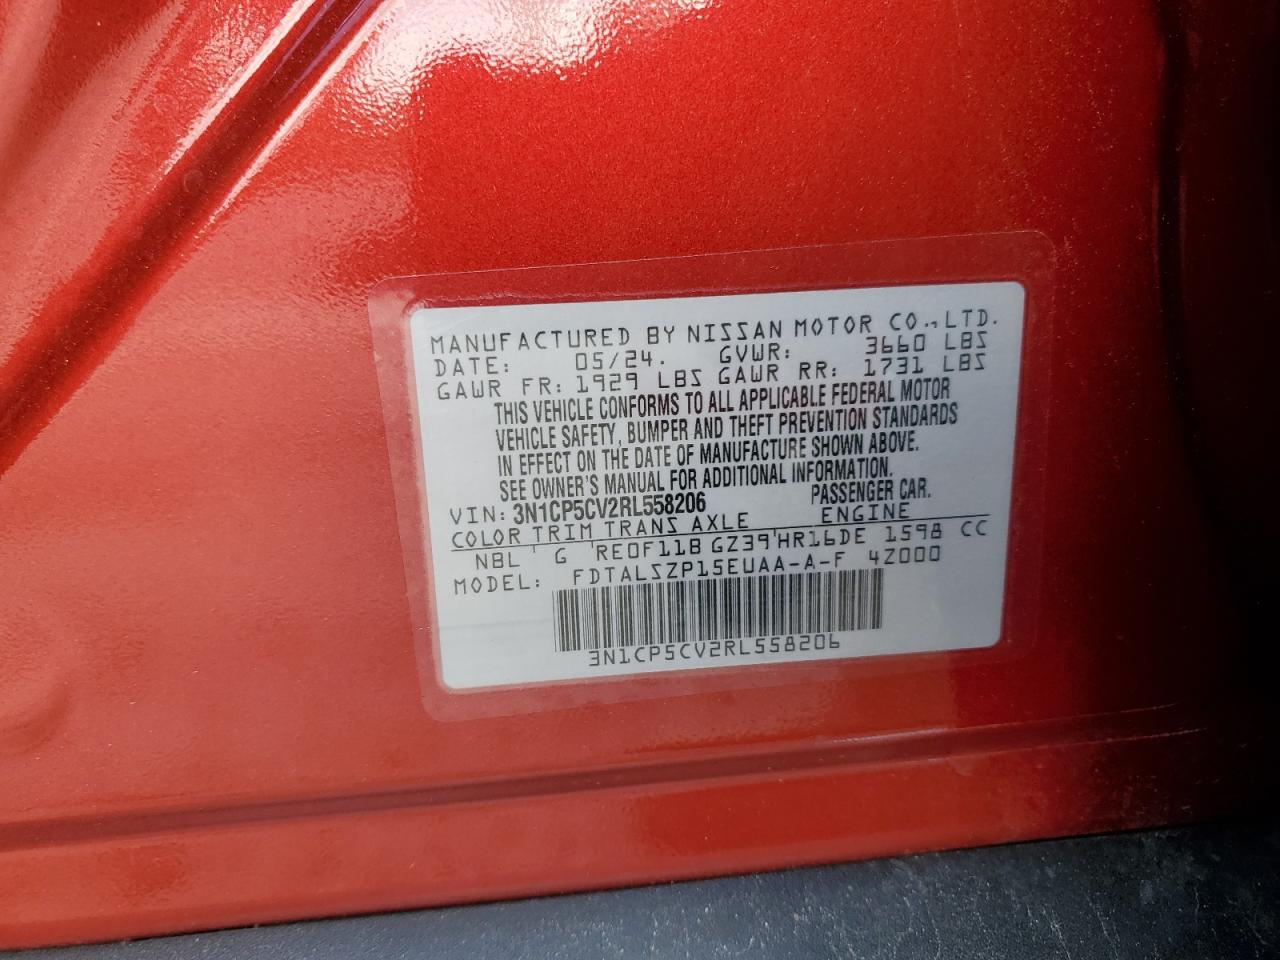 MANUFACTURED BY NISSAN MOTOR CO., LTD.
DATE: 05/24. GVWR: 3660 LBS
GAWR FR: 1929 LBS GAWR RR: 1731 LBS
THIS VEHICLE CONFORMS TO ALL APPLICABLE FEDERAL MOTOR
VEHICLE SAFETY, BUMPER AND THEFT PREVENTION STANDARDS
IN EFFECT ON THE DATE OF MANUFACTURE SHOWN ABOVE.
SEE OWNER'S MANUAL FOR ADDITIONAL INFORMATION.
VIN: 3N1CP5CV2RL558206 PASSENGER CAR.
COLOR TRIM TRANS AXLE ENGINE
NBL G RE0F11B GZ39 HR16DE 1598 CC
MODEL: FDTALSZP15EUAA-A-F 4Z000
3N1CP5CV2RL558206